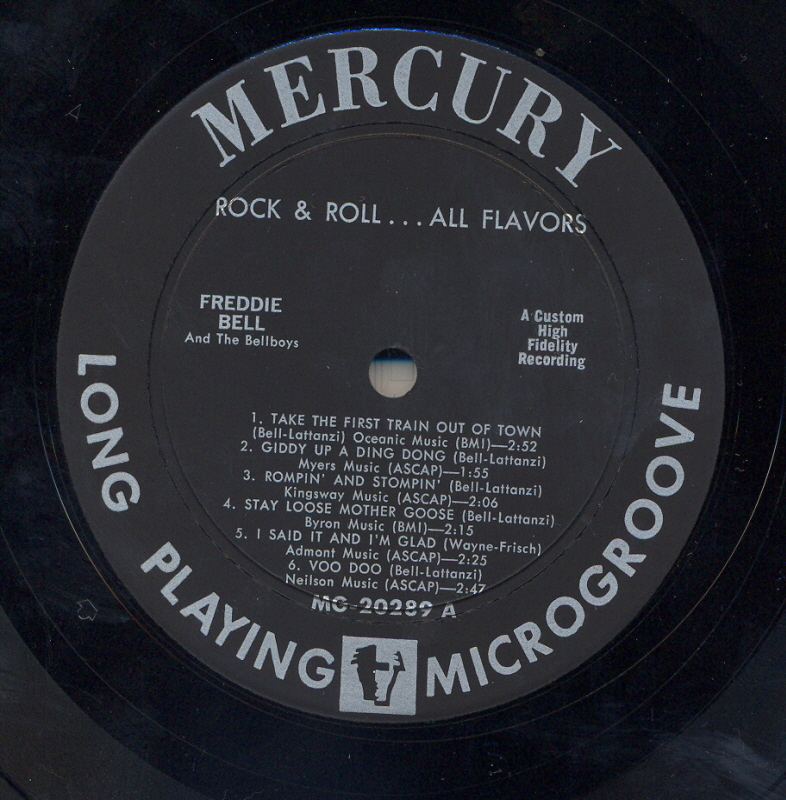 MERCURY
ROCK & ROLL...ALL FLAVORS
FREDDIE
BELL
And The Bellboys
A Custom
High
Fidelity
Recording
1. TAKE THE FIRST TRAIN OUT OF TOWN
(Bell-Lattanzi) Oceanic Music (BMI)—2:52
2. GIDDY UP A DING DONG (Bell-Lattanzi)
Myers Music (ASCAP)—1:55
3. ROMPIN' AND STOMPIN' (Bell-Lattanzi)
Kingsway Music (ASCAP)—2:06
4. STAY LOOSE MOTHER GOOSE (Bell-Lattanzi)
Byron Music (BMI)—2:15
5. I SAID IT AND I'M GLAD (Wayne-Frisch)
Admont Music (ASCAP)—2:25
6. VOO DOO (Bell-Lattanzi)
Neilson Music (ASCAP)—2:47
MG-20289 A
LONG PLAYING MICROGROOVE